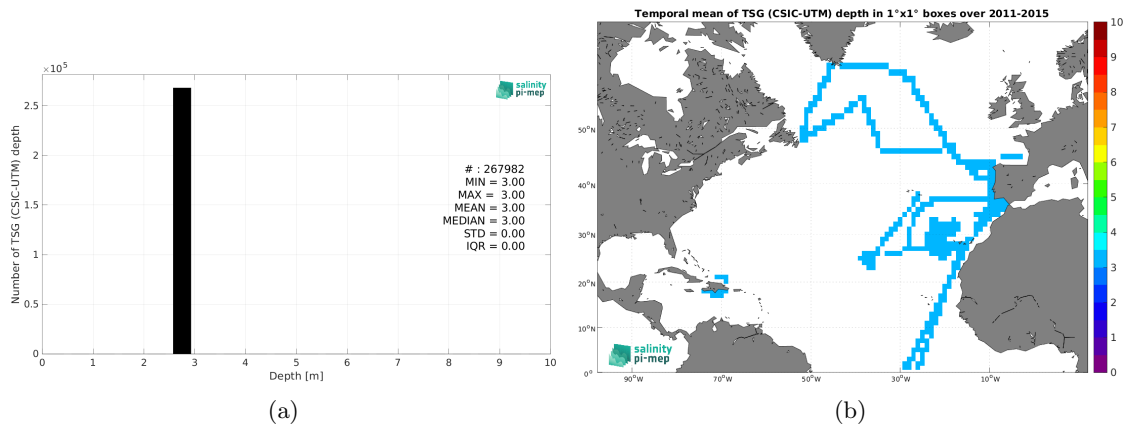 ×10⁵
2.5
2
1.5
1
0.5
0
Number of TSG (CSIC-UTM) depth
0 1 2 3 4 5 6 7 8 9 10
Depth [m]
salinity
pi-mep
# : 267982
MIN = 3.00
MAX = 3.00
MEAN = 3.00
MEDIAN = 3.00
STD = 0.00
IQR = 0.00
(a)
Temporal mean of TSG (CSIC-UTM) depth in 1°x1° boxes over 2011-2015
50°N
40°N
30°N
20°N
10°N
0°
90°W 70°W 50°W 30°W 10°W
salinity
pi-mep
10
9
8
7
6
5
4
3
2
1
0
(b)